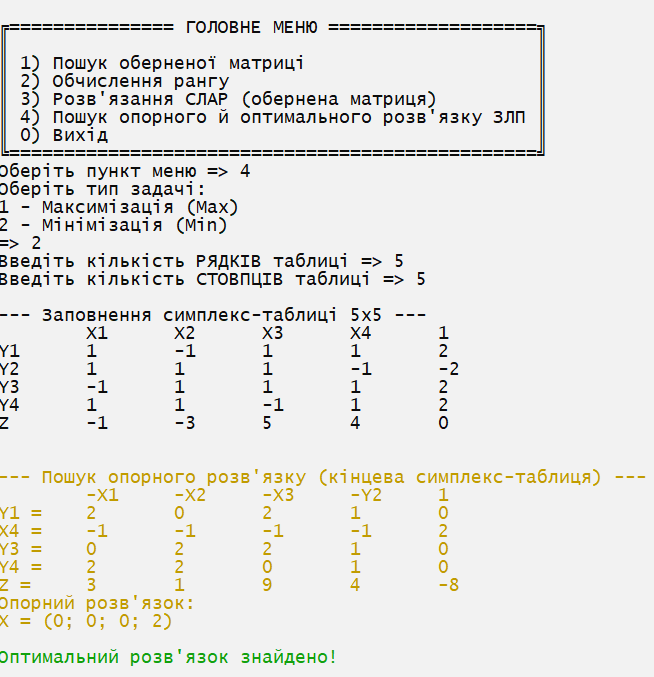 ╔=============== ГОЛОВНЕ МЕНЮ ====================╗
1) Пошук оберненої матриці
2) Обчислення рангу
3) Розв'язання СЛАР (обернена матриця)
4) Пошук опорного й оптимального розв'язку ЗЛП
0) Вихід
╚=================================================╝
Оберіть пункт меню => 4
Оберіть тип задачі:
1 - Максимізація (Max)
2 - Мінімізація (Min)
=> 2
Введіть кількість РЯДКІВ таблиці => 5
Введіть кількість СТОВПЦІВ таблиці => 5
--- Заповнення симплекс-таблиці 5x5 ---
X1 X2 X3 X4 1
Y1 1 -1 1 1 2
Y2 1 1 1 -1 -2
Y3 -1 1 1 1 2
Y4 1 1 -1 1 2
Z -1 -3 5 4 0
--- Пошук опорного розв'язку (кінцева симплекс-таблиця) ---
-X1 -X2 -X3 -Y2 1
Y1 = 2 0 2 1 0
X4 = -1 -1 -1 -1 2
Y3 = 0 2 2 1 0
Y4 = 2 2 0 1 0
Z = 3 1 9 4 -8
Опорний розв'язок:
X = (0; 0; 0; 2)
Оптимальний розв'язок знайдено!